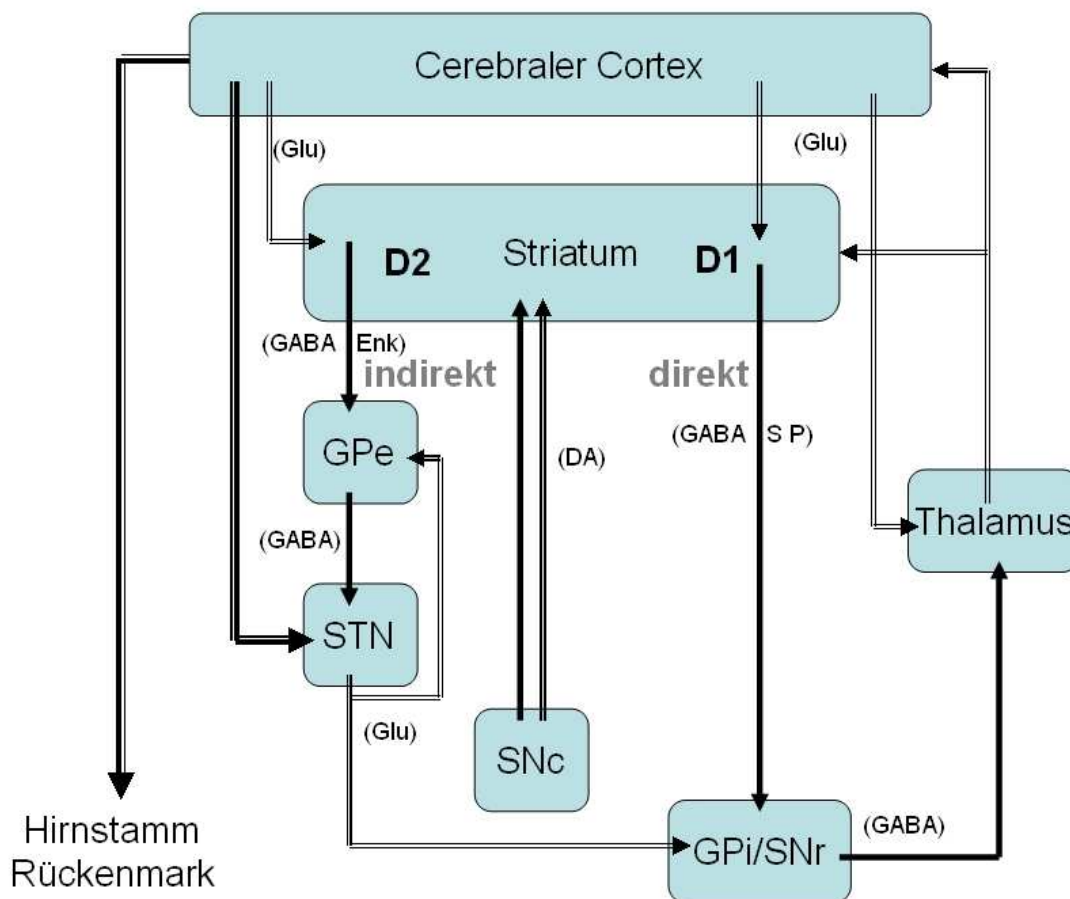 Cerebraler Cortex
(Glu)
(Glu)
D2
Striatum
D1
(GABA Enk)
indirekt
direkt
(GABA S P)
GPe
(DA)
Thalamus
(GABA)
STN
(Glu)
SNc
Hirnstamm
Rückenmark
GPi/SNr
(GABA)